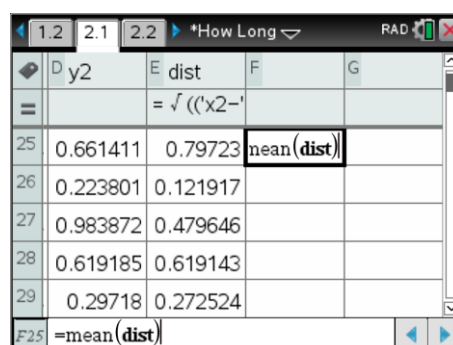 1.2 2.1 2.2 *How Long RAD
D y2 E dist F G
= = √(('x2–'
25 0.661411 0.79723 mean(dist)
26 0.223801 0.121917
27 0.983872 0.479646
28 0.619185 0.619143
29 0.29718 0.272524
F25 =mean(dist)